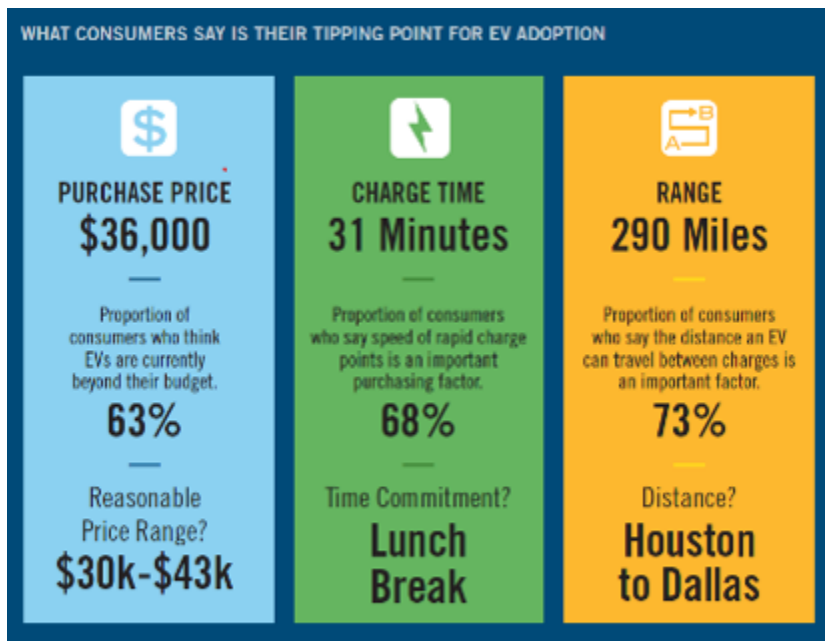 WHAT CONSUMERS SAY IS THEIR TIPPING POINT FOR EV ADOPTION
$
PURCHASE PRICE
$36,000
Proportion of
consumers who think
EVs are currently
beyond their budget.
63%
Reasonable
Price Range?
$30k-$43k
CHARGE TIME
31 Minutes
Proportion of consumers
who say speed of rapid charge
points is an important
purchasing factor.
68%
Time Commitment?
Lunch
Break
B
A
RANGE
290 Miles
Proportion of consumers
who say the distance an EV
can travel between charges is
an important factor.
73%
Distance?
Houston
to Dallas